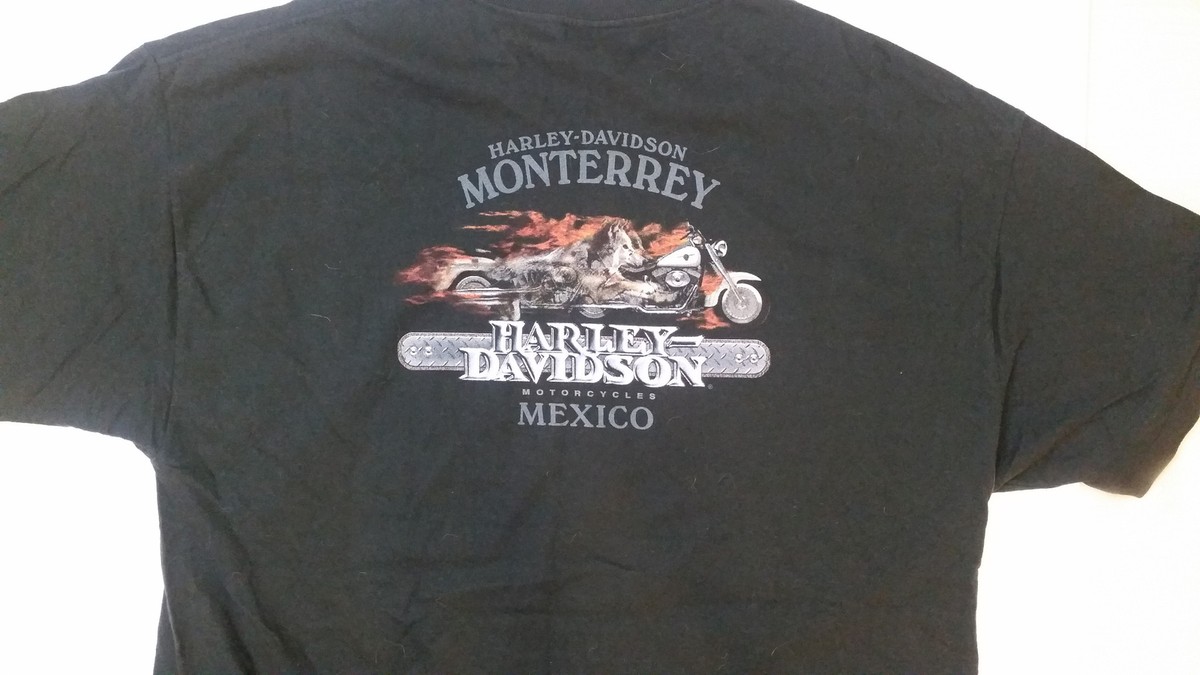 HARLEY-DAVIDSON
MONTERREY
HARLEY-
DAVIDSON
MOTORCYCLES
MEXICO